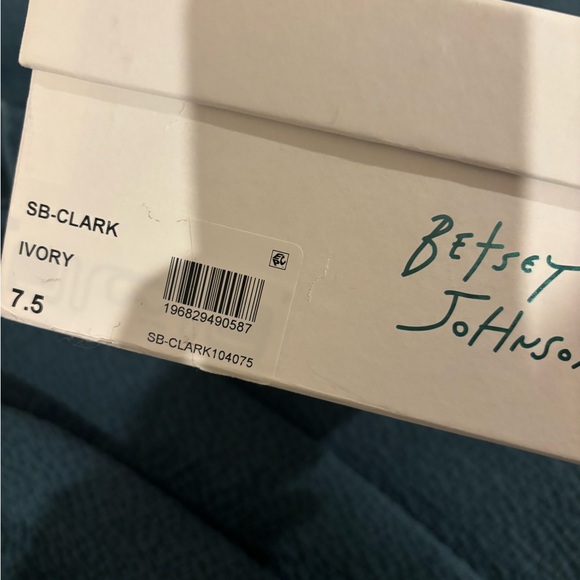 SB-CLARK
IVORY
7.5
196829490587
SB-CLARK104075
BETSEY
JOHNSON